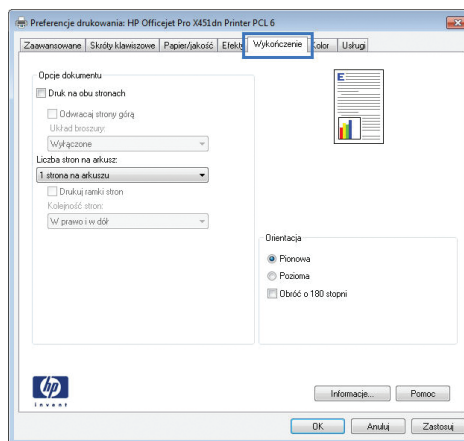 Preferencje drukowania: HP Officejet Pro X451dn Printer PCL 6
Zaawansowane Skróty klawiszowe Papier/jakość Efekty Wykończenie Kolor Usługi
Opcje dokumentu
Druk na obu stronach
Odwracaj strony górą
Układ broszury:
Wyłączone
Liczba stron na arkusz:
1 strona na arkuszu
Drukuj ramki stron
Kolejność stron:
W prawo i w dół
E
Orientacja
Pionowa
Pozioma
Obróć o 180 stopni
hp
invent
Informacje... Pomoc
OK Anuluj Zastosuj